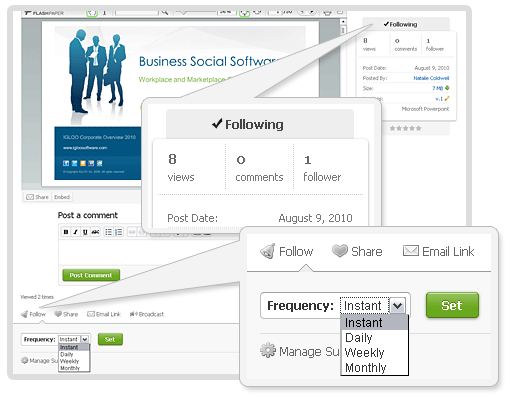 FLASHPAPER
Business Social Software
Workplace and Marketplace
IGLOO Corporate Overview 2010
www.igloosoftware.com
Share Embed
Following
8 0 1
views comments follower
Post Date: August 9, 2010
Posted By: Natalie Coldwell
Size: 7 MB
v.1
Microsoft Powerpoint
Following
8 0 1
views comments follower
Post Date: August 9, 2010
Post a comment
B I U ABC
Post Comment
Viewed 2 times
Follow Share Email Link Broadcast
Frequency: Instant Set
Instant
Daily
Weekly
Monthly
Manage Su
Follow Share Email Link
Frequency: Instant Set
Instant
Daily
Weekly
Monthly
Manage Su